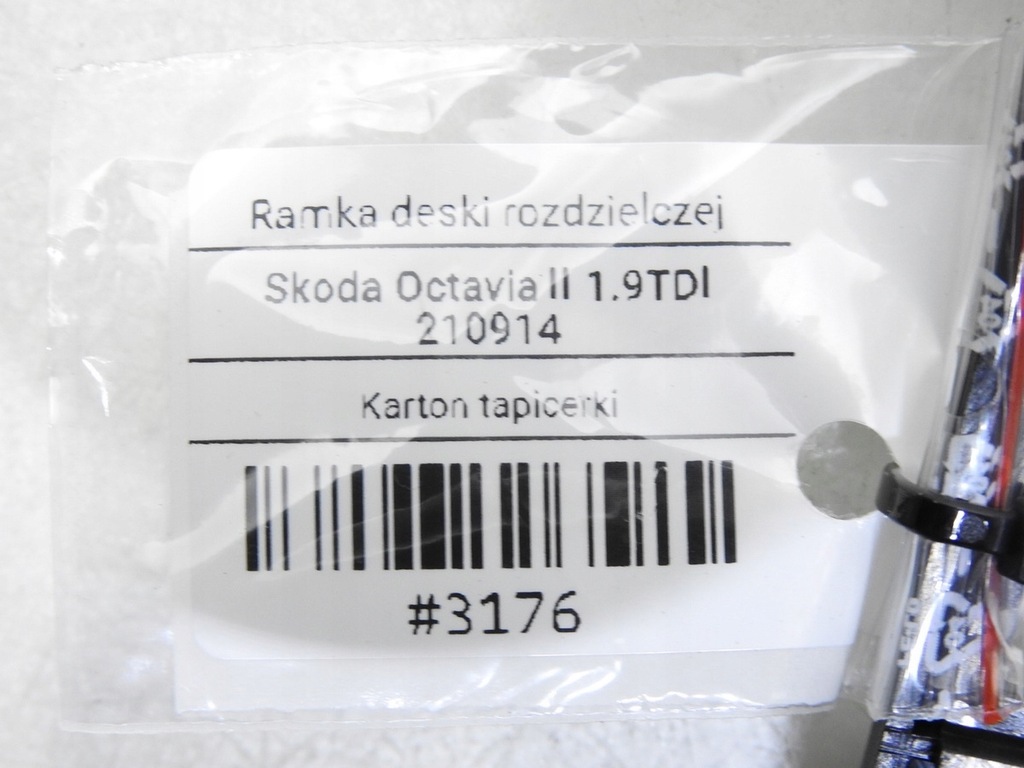 Ramka deski rozdzielczej
Skoda Octavia II 1.9TDI
210914
Karton tapicerki
#3176